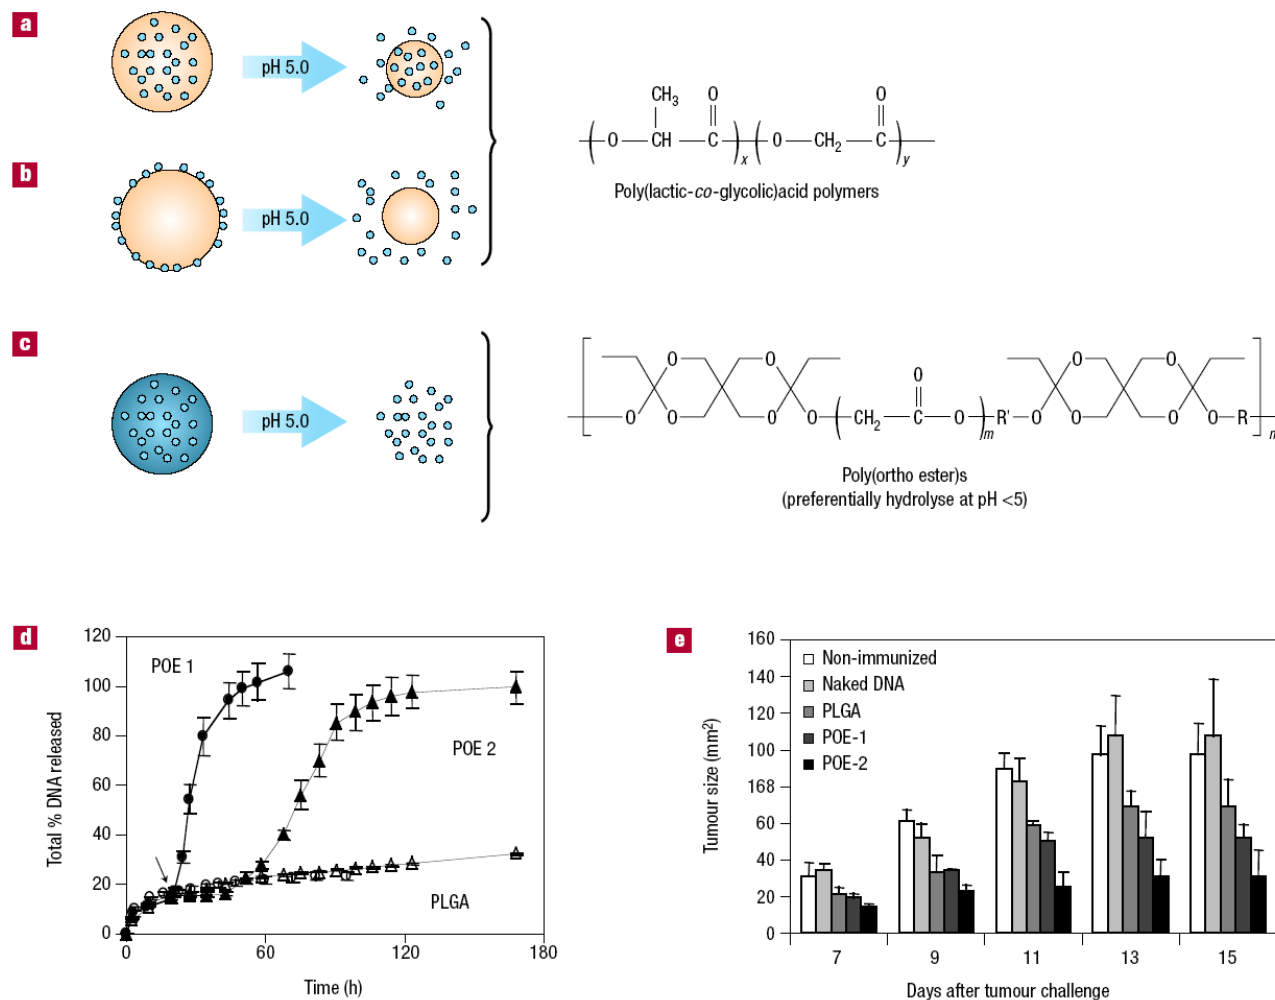 a
pH 5.0
CH3
O
O
( O — CH — C )x ( O — CH2 — C )y
Poly(lactic-co-glycolic)acid polymers
b
pH 5.0
c
pH 5.0
O O O O
O
O O O ( CH2 — C — O )m R' — O O O O — R n
Poly(ortho ester)s
(preferentially hydrolyse at pH <5)
d
Total % DNA released
120
100
80
60
40
20
0
POE 1
POE 2
PLGA
0 60 120 180
Time (h)
e
Tumour size (mm2)
160
140
120
100
168
60
40
20
0
Non-immunized
Naked DNA
PLGA
POE-1
POE-2
7 9 11 13 15
Days after tumour challenge